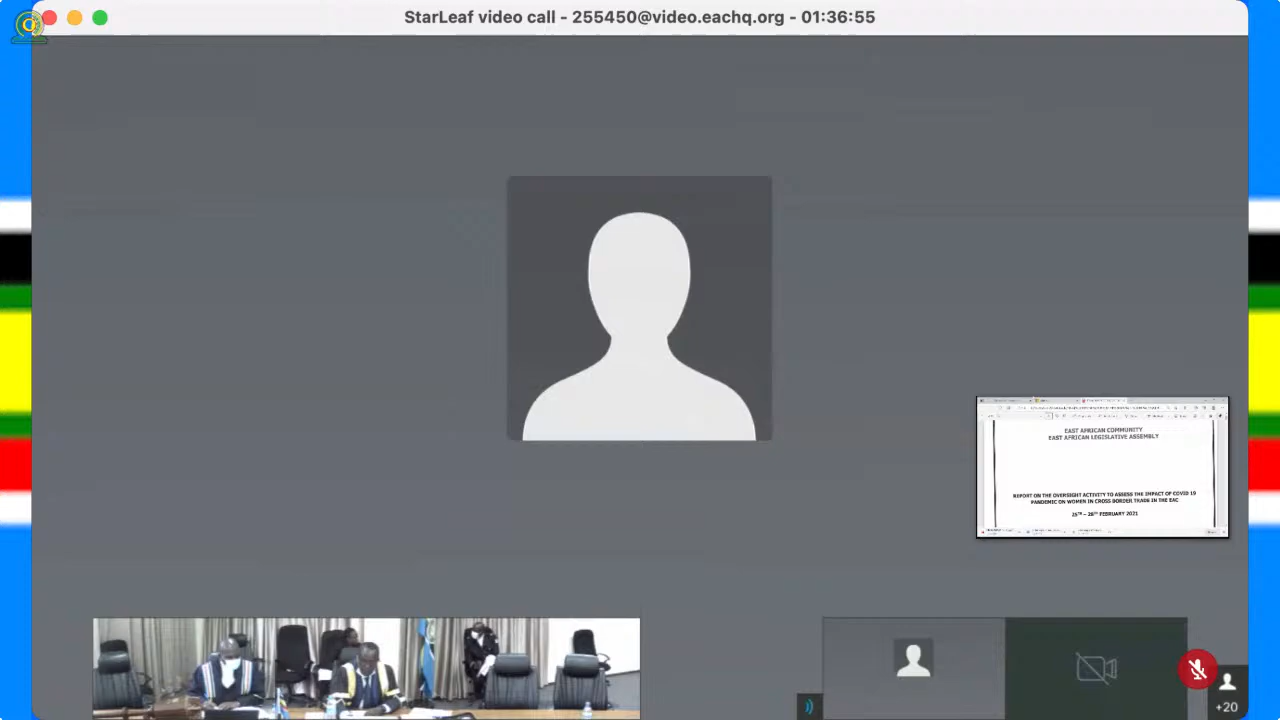 StarLeaf video call - 255450@video.eachq.org - 01:36:55
EAST AFRICAN COMMUNITY
EAST AFRICAN LEGISLATIVE ASSEMBLY
REPORT ON THE OVERSIGHT ACTIVITY TO ASSESS THE IMPACT OF COVID 19
PANDEMIC ON WOMEN IN CROSS BORDER TRADE IN THE EAC
25TH – 28TH FEBRUARY 2021
+20